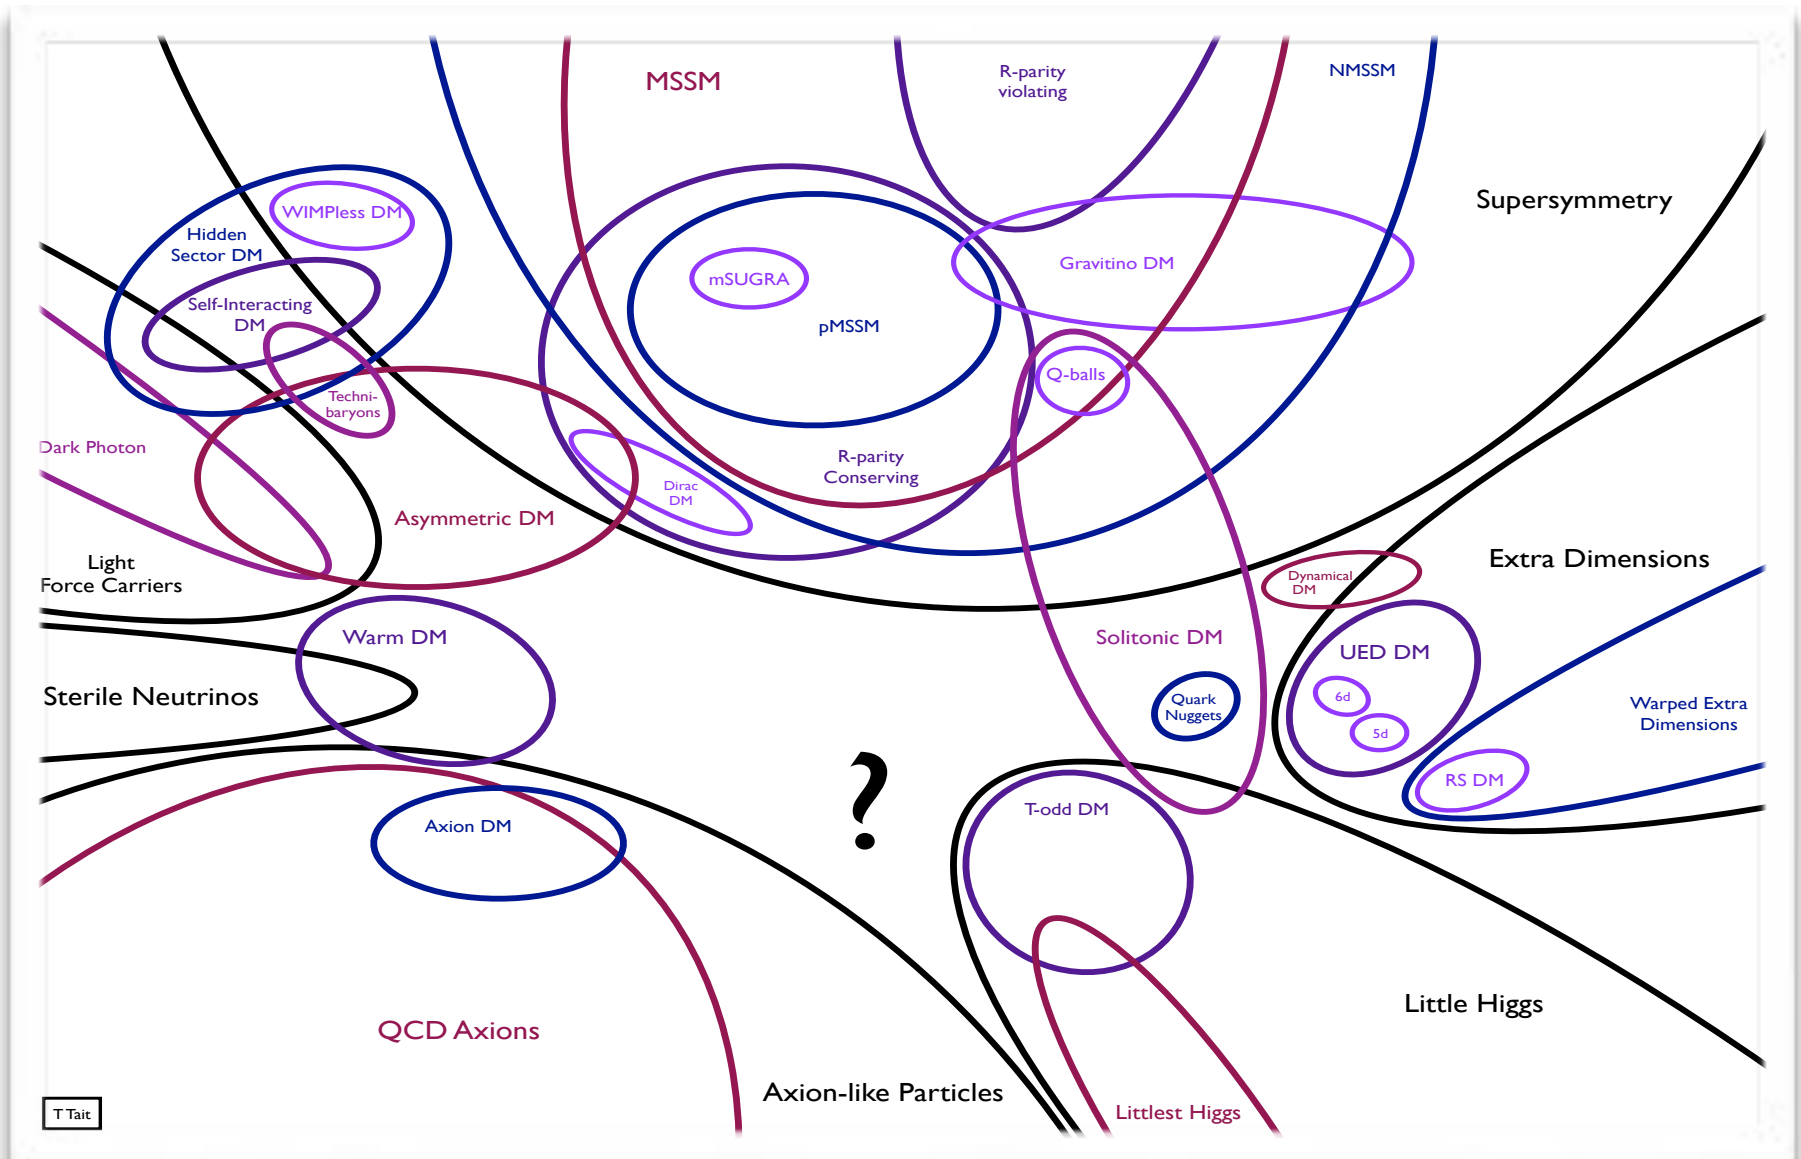 MSSM
R-parity
violating
NMSSM
Supersymmetry
WIMPless DM
Hidden
Sector DM
Self-Interacting
DM
mSUGRA
pMSSM
Gravitino DM
Q-balls
Techni-
baryons
Dark Photon
R-parity
Conserving
Dirac
DM
Asymmetric DM
Light
Force Carriers
Extra Dimensions
Dynamical
DM
Warm DM
Solitonic DM
UED DM
Sterile Neutrinos
6d
5d
Quark
Nuggets
Warped Extra
Dimensions
RS DM
?
T-odd DM
Axion DM
Little Higgs
QCD Axions
Axion-like Particles
Littlest Higgs
T Tait